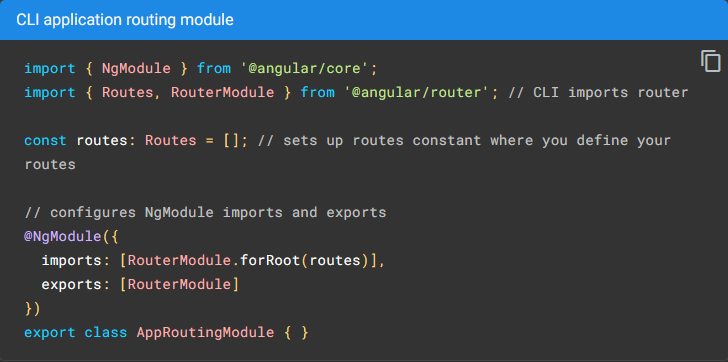 CLI application routing module
import { NgModule } from '@angular/core';
import { Routes, RouterModule } from '@angular/router'; // CLI imports router
const routes: Routes = []; // sets up routes constant where you define your
routes
// configures NgModule imports and exports
@NgModule({
  imports: [RouterModule.forRoot(routes)],
  exports: [RouterModule]
})
export class AppRoutingModule { }